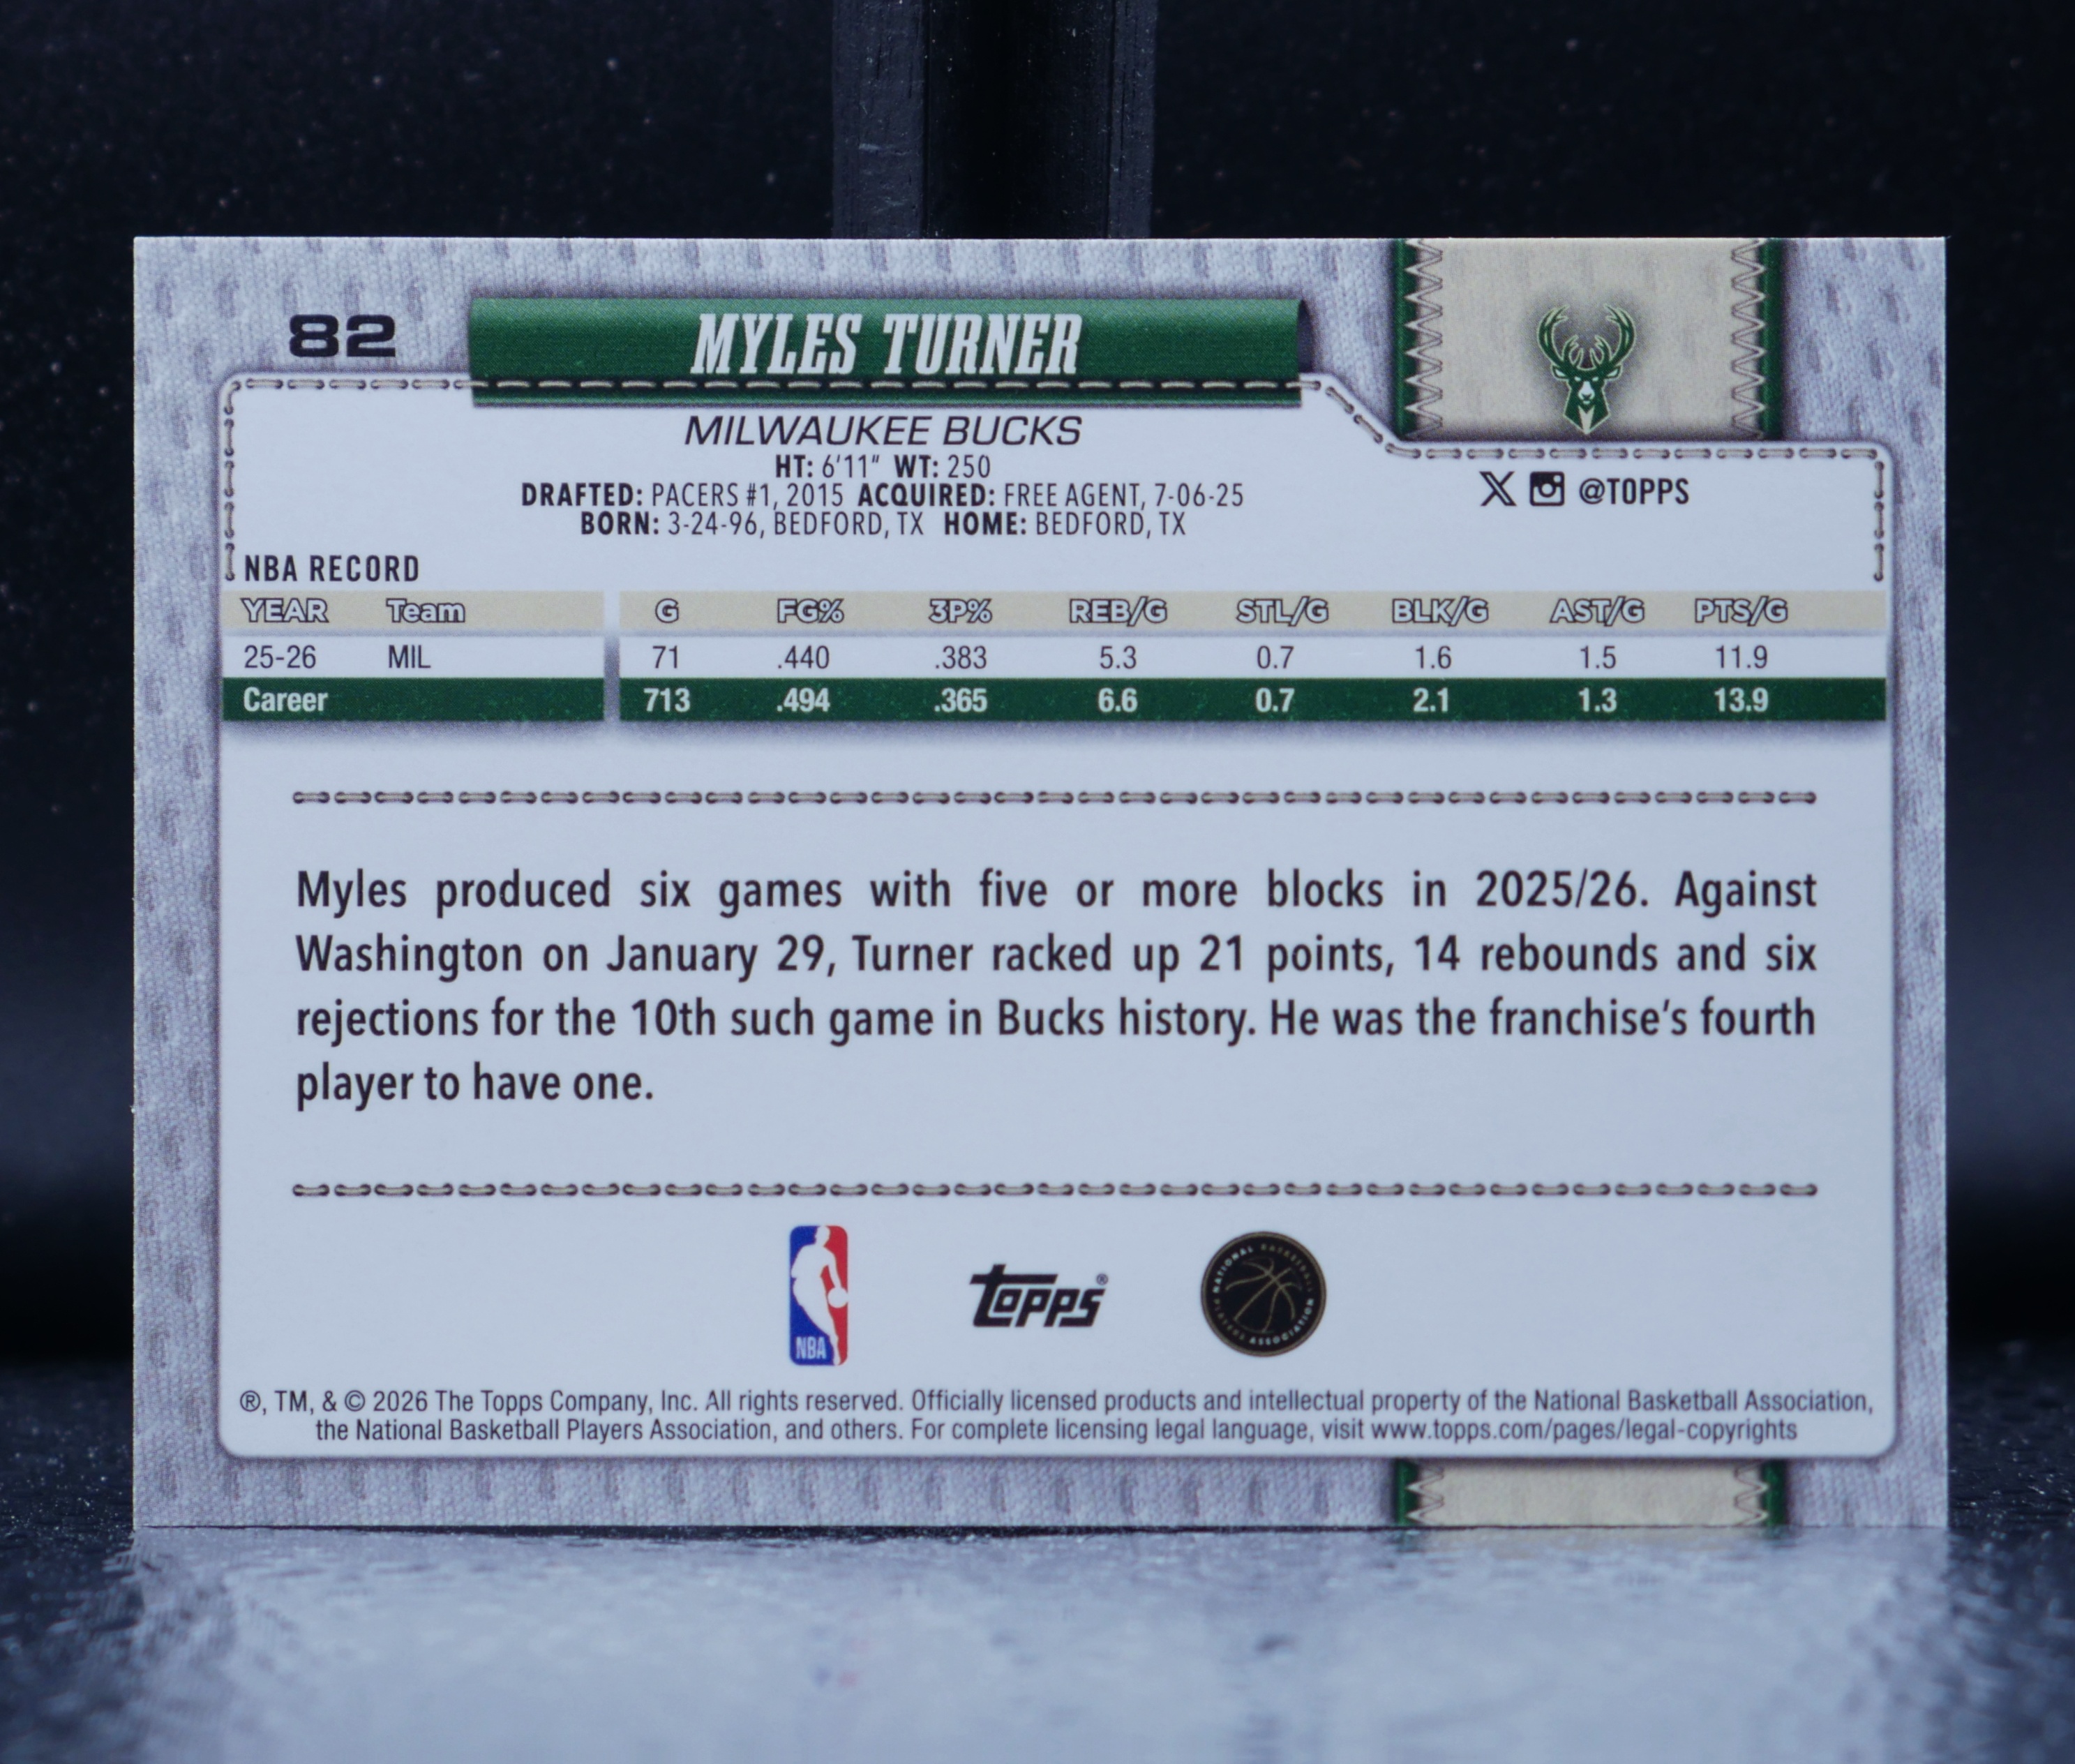 82
MYLES TURNER
MILWAUKEE BUCKS
HT: 6'11" WT: 250
DRAFTED: PACERS #1, 2015 ACQUIRED: FREE AGENT, 7-06-25
BORN: 3-24-96, BEDFORD, TX HOME: BEDFORD, TX
@TOPPS
NBA RECORD
YEAR Team G FG% 3P% REB/G STL/G BLK/G AST/G PTS/G
25-26 MIL 71 .440 .383 5.3 0.7 1.6 1.5 11.9
Career 713 .494 .365 6.6 0.7 2.1 1.3 13.9
Myles produced six games with five or more blocks in 2025/26. Against
Washington on January 29, Turner racked up 21 points, 14 rebounds and six
rejections for the 10th such game in Bucks history. He was the franchise's fourth
player to have one.
NBA
topps®
NATIONAL BASKETBALL PLAYERS ASSOCIATION
®, TM, & © 2026 The Topps Company, Inc. All rights reserved. Officially licensed products and intellectual property of the National Basketball Association,
the National Basketball Players Association, and others. For complete licensing legal language, visit www.topps.com/pages/legal-copyrights